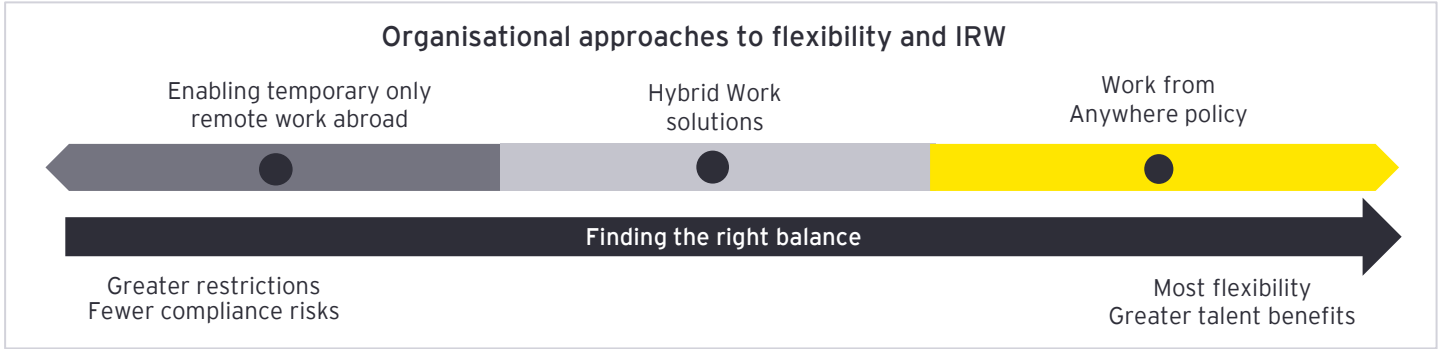 Organisational approaches to flexibility and IRW
Enabling temporary only
remote work abroad
Hybrid Work
solutions
Work from
Anywhere policy
Finding the right balance
Greater restrictions
Fewer compliance risks
Most flexibility
Greater talent benefits